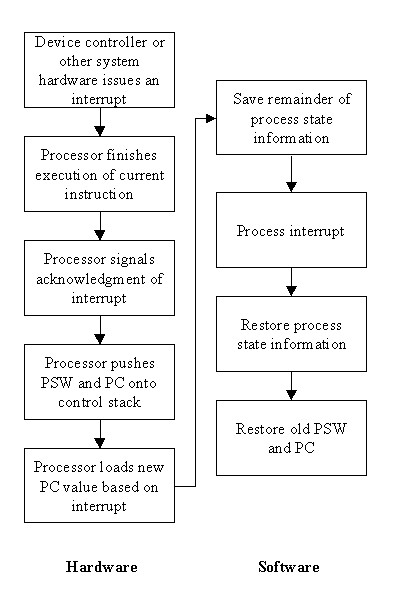 Device controller or
other system
hardware issues an
interrupt
Processor finishes
execution of current
instruction
Processor signals
acknowledgment of
interrupt
Processor pushes
PSW and PC onto
control stack
Processor loads new
PC value based on
interrupt
Save remainder of
process state
information
Process interrupt
Restore process
state information
Restore old PSW
and PC
Hardware
Software